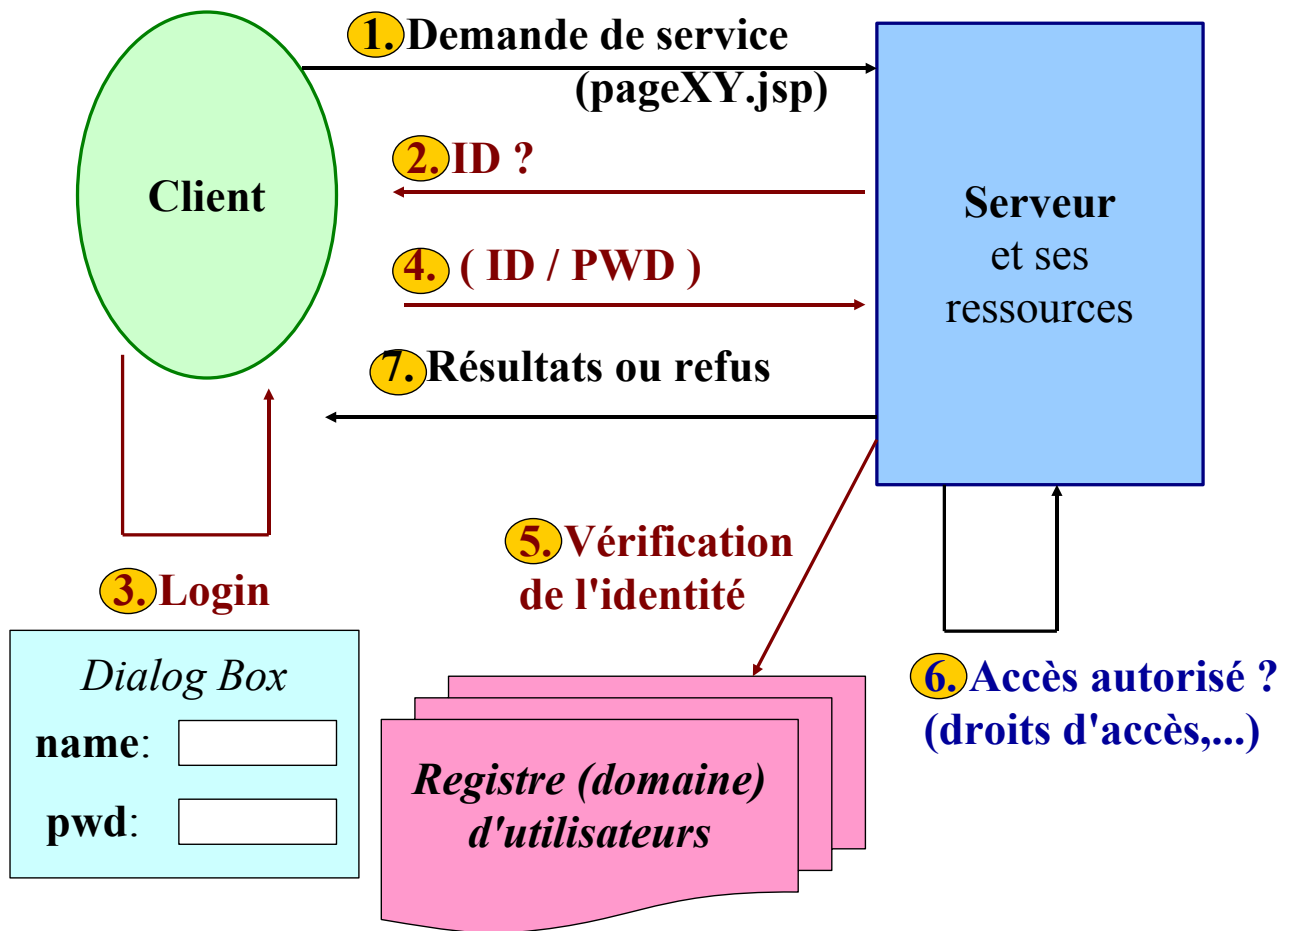 1. Demande de service
(pageXY.jsp)
2. ID ?
Client
Serveur
et ses
ressources
4. ( ID / PWD )
7. Résultats ou refus
5. Vérification
de l'identité
3. Login
Dialog Box
name:
pwd:
6. Accès autorisé ?
(droits d'accès,...)
Registre (domaine)
d'utilisateurs